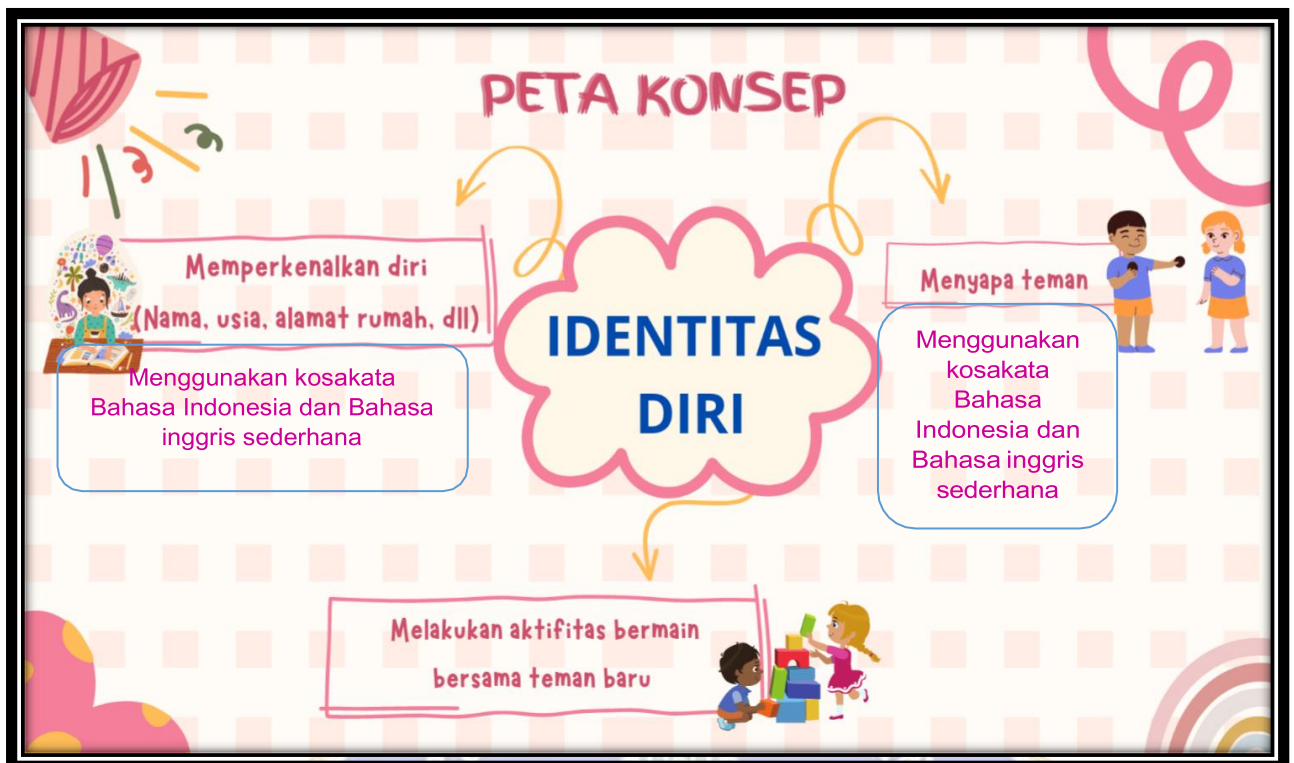 PETA KONSEP
Memperkenalkan diri
(Nama, usia, alamat rumah, dll)
Menggunakan kosakata
Bahasa Indonesia dan Bahasa
inggris sederhana
IDENTITAS
DIRI
Menyapa teman
Menggunakan
kosakata
Bahasa
Indonesia dan
Bahasa inggris
sederhana
Melakukan aktifitas bermain
bersama teman baru